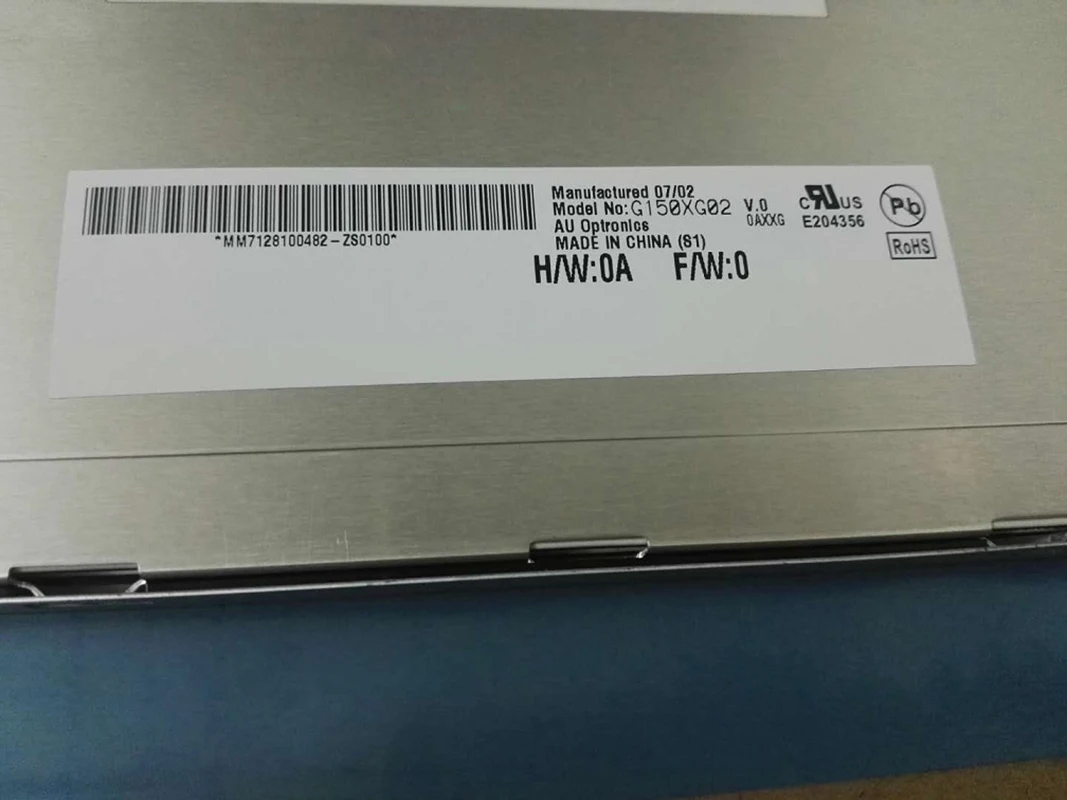 *MM7128100482-ZS0100*
Manufactured 07/02
Model No:G150XG02 V.0
0AXXG
AU Optronics
MADE IN CHINA (S1)
H/W:0A F/W:0
c RU US
E204356
Pb
RoHS